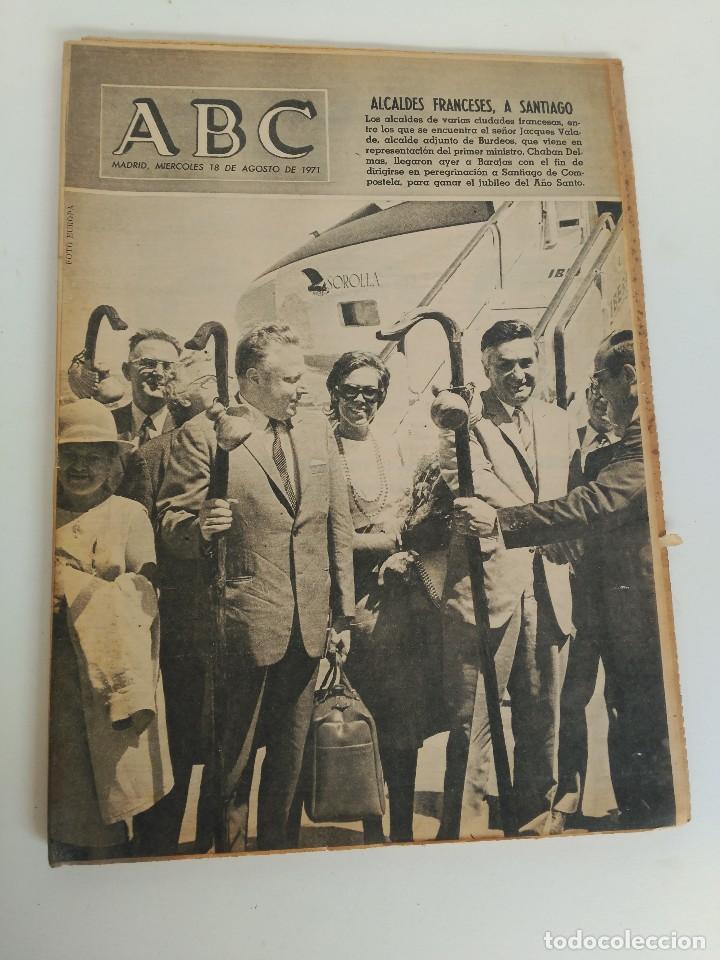 ABC
MADRID, MIERCOLES 18 DE AGOSTO DE 1971
ALCALDES FRANCESES, A SANTIAGO
Los alcaldes de varias ciudades francesas, en-
tre los que se encuentra el señor Jacques Vala-
de, alcalde adjunto de Burdeos, que viene en
representación del primer ministro, Chaban Del-
mas, llegaron ayer a Barajas con el fin de
dirigirse en peregrinación a Santiago de Com-
postela, para ganar el jubileo del Año Santo.
FOTO EUROPA
SOROLLA
IB
todocoleccion
todocoleccion.net